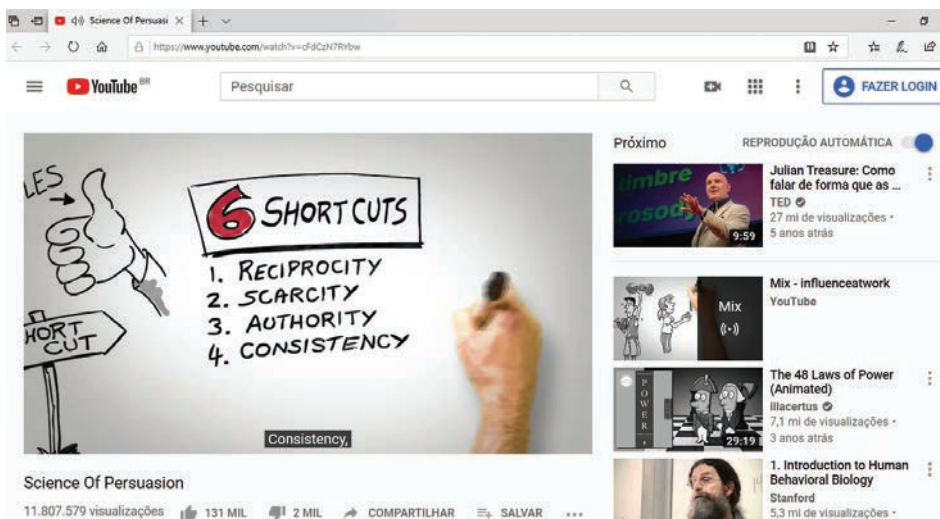 Science Of Persuasi
https://www.youtube.com/watch?v=cFdCzN7RYbw
YouTube BR
Pesquisar
FAZER LOGIN
LES
6 SHORTCUTS
1. RECIPROCITY
2. SCARCITY
3. AUTHORITY
4. CONSISTENCY
HORT
CUT
Consistency,
Science Of Persuasion
11.807.579 visualizações 131 MIL 2 MIL COMPARTILHAR SALVAR
Próximo REPRODUÇÃO AUTOMÁTICA
timbre
rosody
9:59
Julian Treasure: Como
falar de forma que as ...
TED
27 mi de visualizações •
5 anos atrás
Mix
Mix - influenceatwork
YouTube
POWER
29:19
The 48 Laws of Power
(Animated)
illacertus
7,1 mi de visualizações •
3 anos atrás
1. Introduction to Human
Behavioral Biology
Stanford
5,3 mi de visualizações •